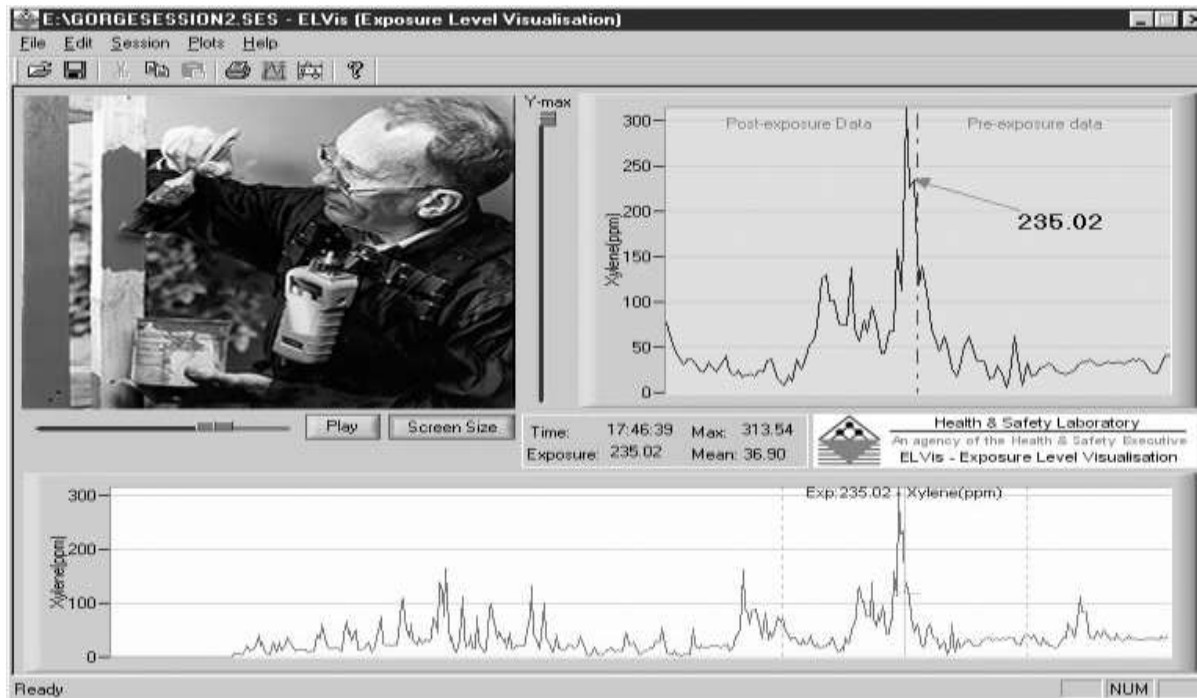 E:\GORGESESSION2.SES - ELVis (Exposure Level Visualisation)
File Edit Session Plots Help
Y-max
300
250
200
150
100
50
0
Xylene(ppm)
Post-exposure Data
Pre-exposure data
235.02
Play
Screen Size
Time: 17:46:39 Max: 313.54
Exposure: 235.02 Mean: 36.90
Health & Safety Laboratory
An agency of the Health & Safety Executive
ELVis - Exposure Level Visualisation
Exp:235.02 - Xylene(ppm)
300
200
100
0
Xylene(ppm)
Ready
NUM